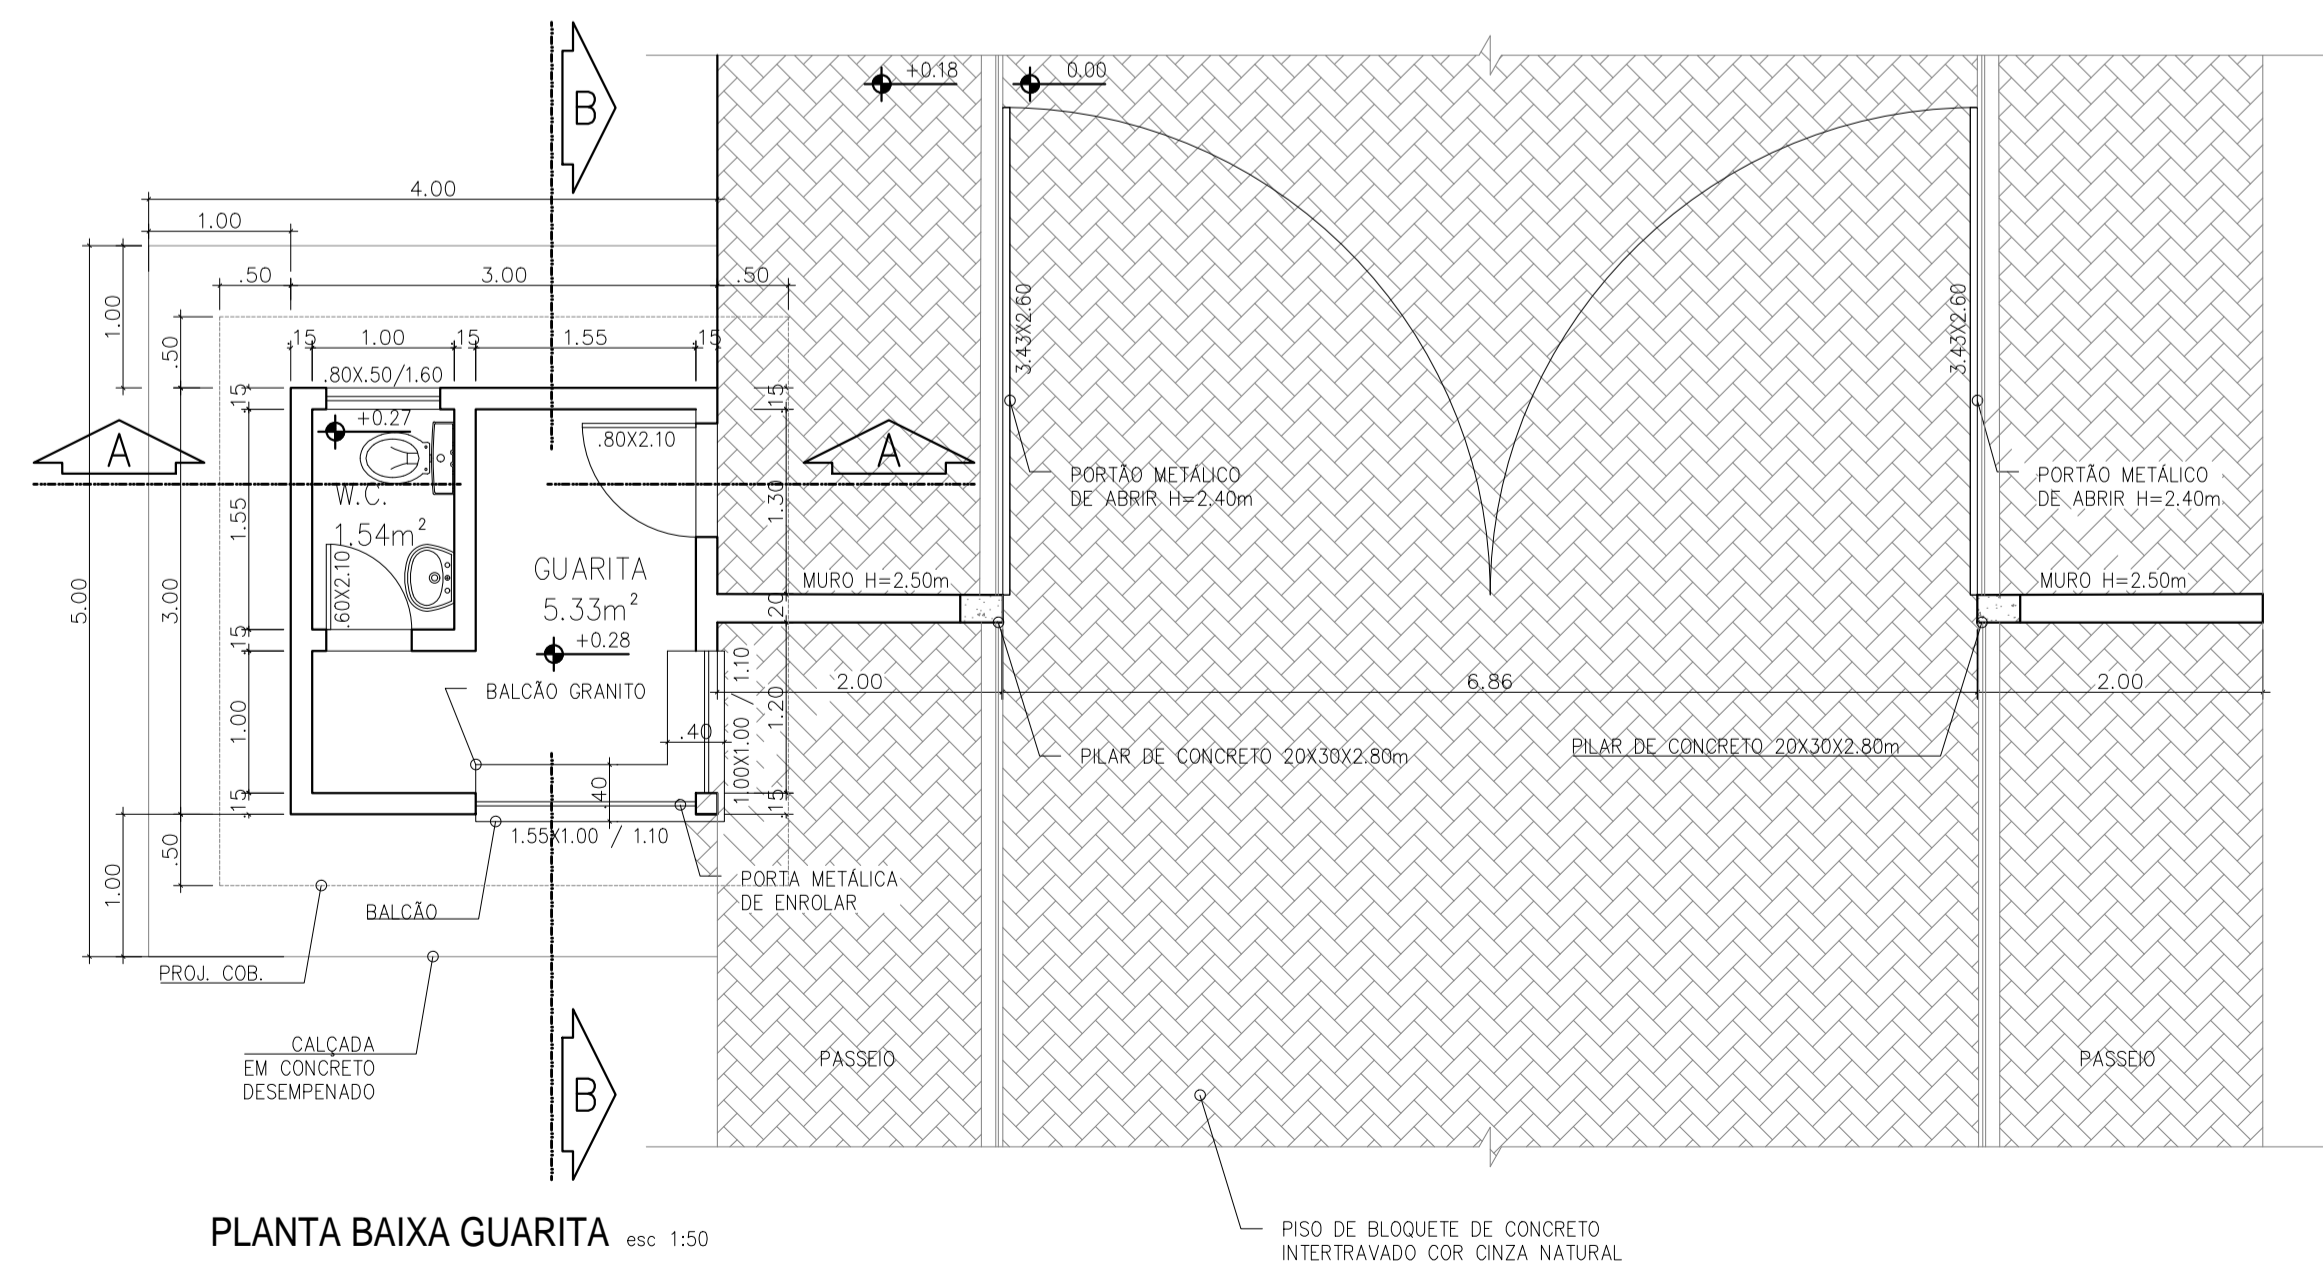 B
+0.18
0.00
4.00
1.00
.50
3.00
.50
1.00
.50
.15
1.00
.15
1.55
.15
.80X.50/1.60
.15
.15
+0.27
.80X2.10
3.43X2.60
3.43X2.60
A
A
PORTÃO METÁLICO
DE ABRIR H=2.40m
PORTÃO METÁLICO
DE ABRIR H=2.40m
W.C.
1.54m²
1.55
1.30
.60X2.10
GUARITA
5.33m²
+0.28
5.00
3.00
.15
.20
MURO H=2.50m
MURO H=2.50m
BALCÃO GRANITO
2.00
6.86
2.00
1.00
.40
1.00X1.00 / 1.10
1.20
PILAR DE CONCRETO 20X30X2.80m
PILAR DE CONCRETO 20X30X2.80m
.15
.40
.15
1.55X1.00 / 1.10
.50
1.00
PORTA METÁLICA
DE ENROLAR
BALCÃO
PROJ. COB.
CALÇADA
EM CONCRETO
DESEMPENADO
B
PASSEIO
PASSEIO
PLANTA BAIXA GUARITA esc 1:50
PISO DE BLOQUETE DE CONCRETO
INTERTRAVADO COR CINZA NATURAL